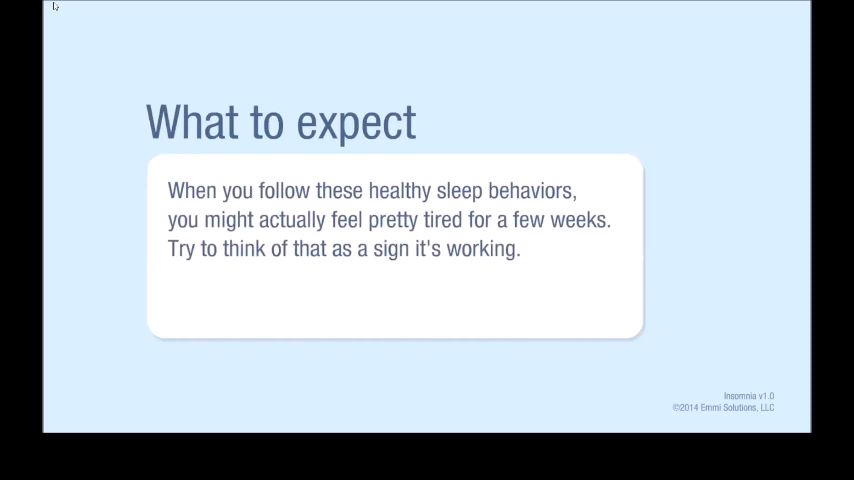 What to expect
When you follow these healthy sleep behaviors,
you might actually feel pretty tired for a few weeks.
Try to think of that as a sign it's working.
Insomnia v1.0
©2014 Emmi Solutions, LLC